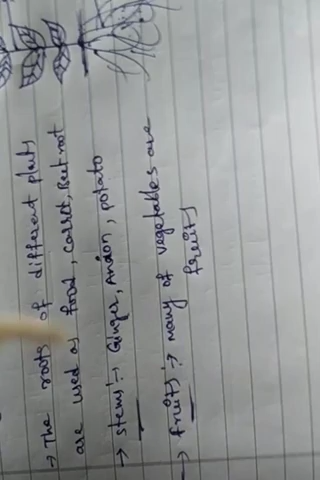 → The roots of different plants
are used as food, Carrot, Beetroot
→ stems:- Ginger, Onion, potato
→ fruits:→ many of vegetables are
fruits